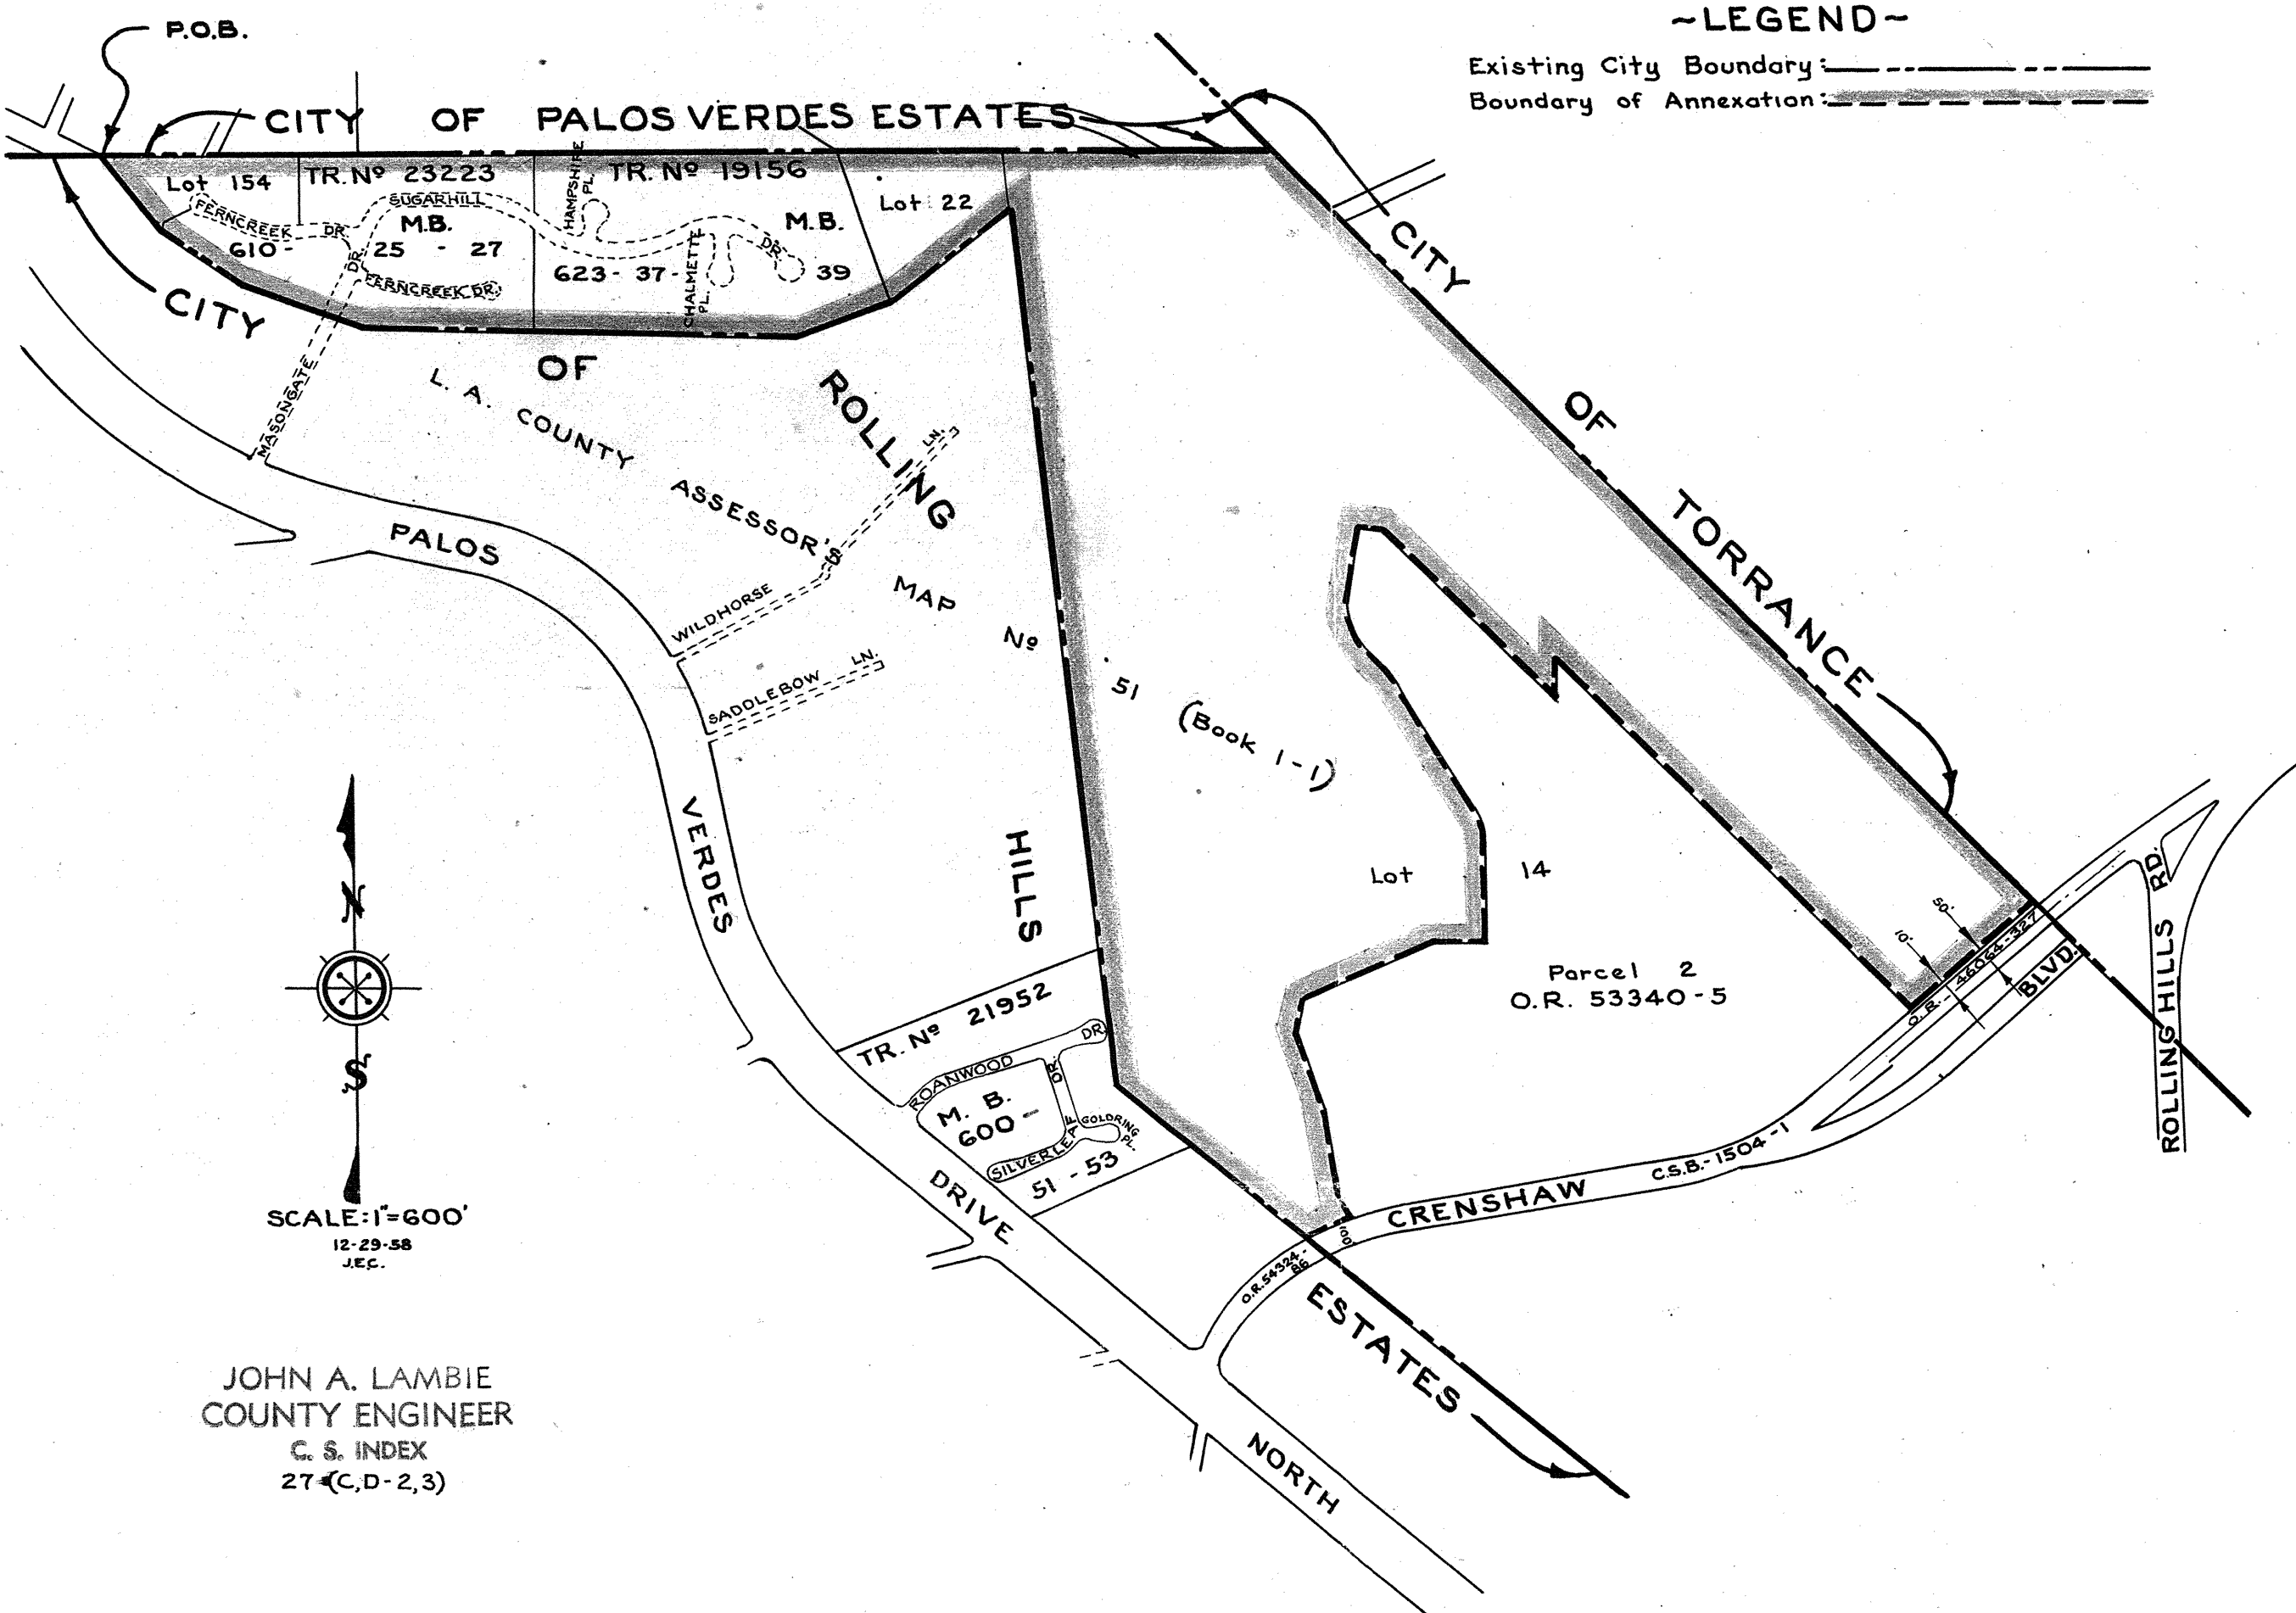 ~LEGEND~
Existing City Boundary:
Boundary of Annexation:
P.O.B.
CITY OF PALOS VERDES ESTATES
Lot 154
TR. Nº 23223
TR. Nº 19156
Lot 22
HAMPSHIRE PL.
SUGARHILL DR.
FERNCREEK DR.
M.B.
610 - 25 - 27
M.B.
623 - 37 - 39
CHALMETTE PL.
FERNCREEK DR.
MASONGATE DR.
CITY OF ROLLING HILLS ESTATES
CITY OF TORRANCE
L. A. COUNTY ASSESSOR'S MAP Nº 51 (Book 1-1)
WILDHORSE LN.
SADDLEBOW LN.
PALOS VERDES DRIVE NORTH
Lot 14
Parcel 2
O.R. 53340-5
TR. Nº 21952
ROANWOOD DR.
M. B.
600 -
51 - 53
SILVERLEAF DR.
GOLDRING PL.
50'
10'
O.R. - 46064-327
CRENSHAW BLVD.
C.S.B.-1504-1
100'
O.R. 54324-86
ROLLING HILLS RD.
N
S
SCALE: 1"=600'
12-29-58
J.E.C.
JOHN A. LAMBIE
COUNTY ENGINEER
C. S. INDEX
27-(C,D-2,3)